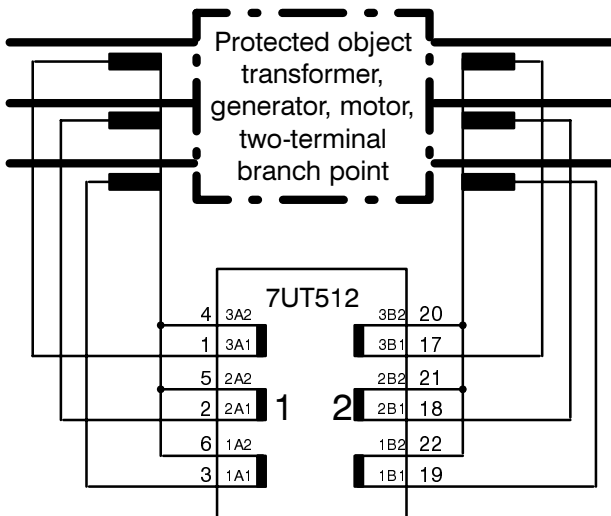 Protected object
transformer,
generator, motor,
two-terminal
branch point
7UT512
4 3A2 3B2 20
1 3A1 3B1 17
5 2A2 2B2 21
2 2A1 1 2 2B1 18
6 1A2 1B2 22
3 1A1 1B1 19